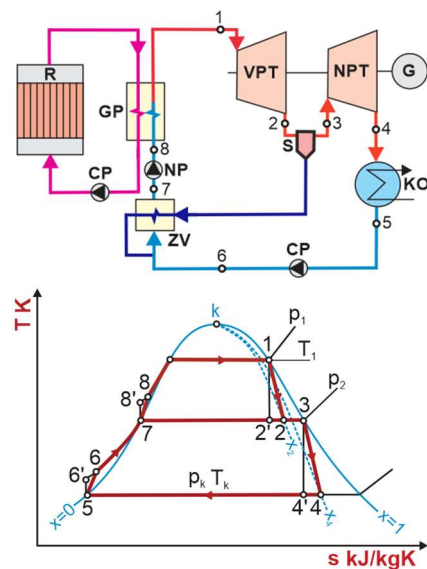 1
R
VPT
NPT
G
GP
2
3
4
S
8
CP
NP
KO
7
ZV
5
6
CP
T K
k
p₁
1
T₁
p₂
8'
8
3
7
2'
2
x₂
6
6'
pₖ Tₖ
5
4'
4
x₄
x=0
x=1
s kJ/kgK